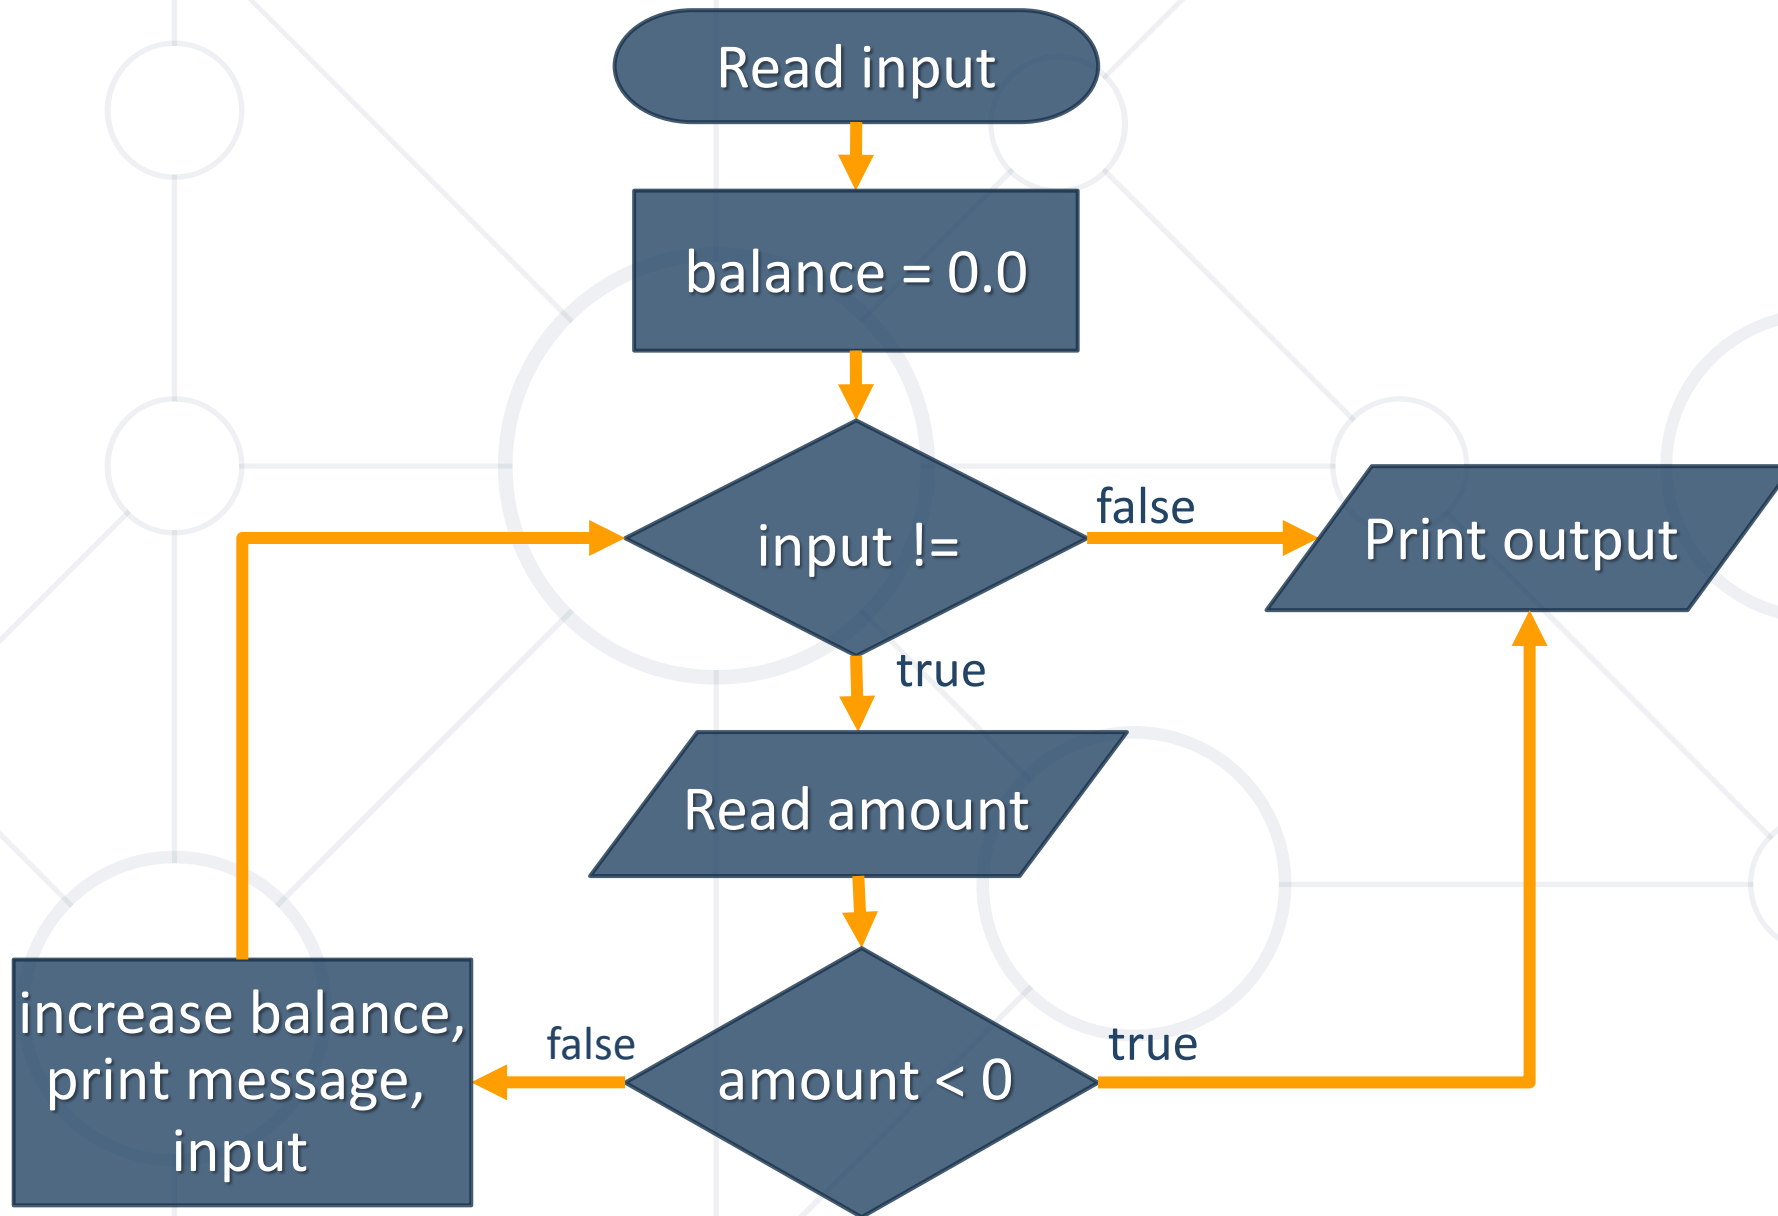 Read input
balance = 0.0
input !=
false
Print output
true
Read amount
increase balance,
print message,
input
false
amount < 0
true